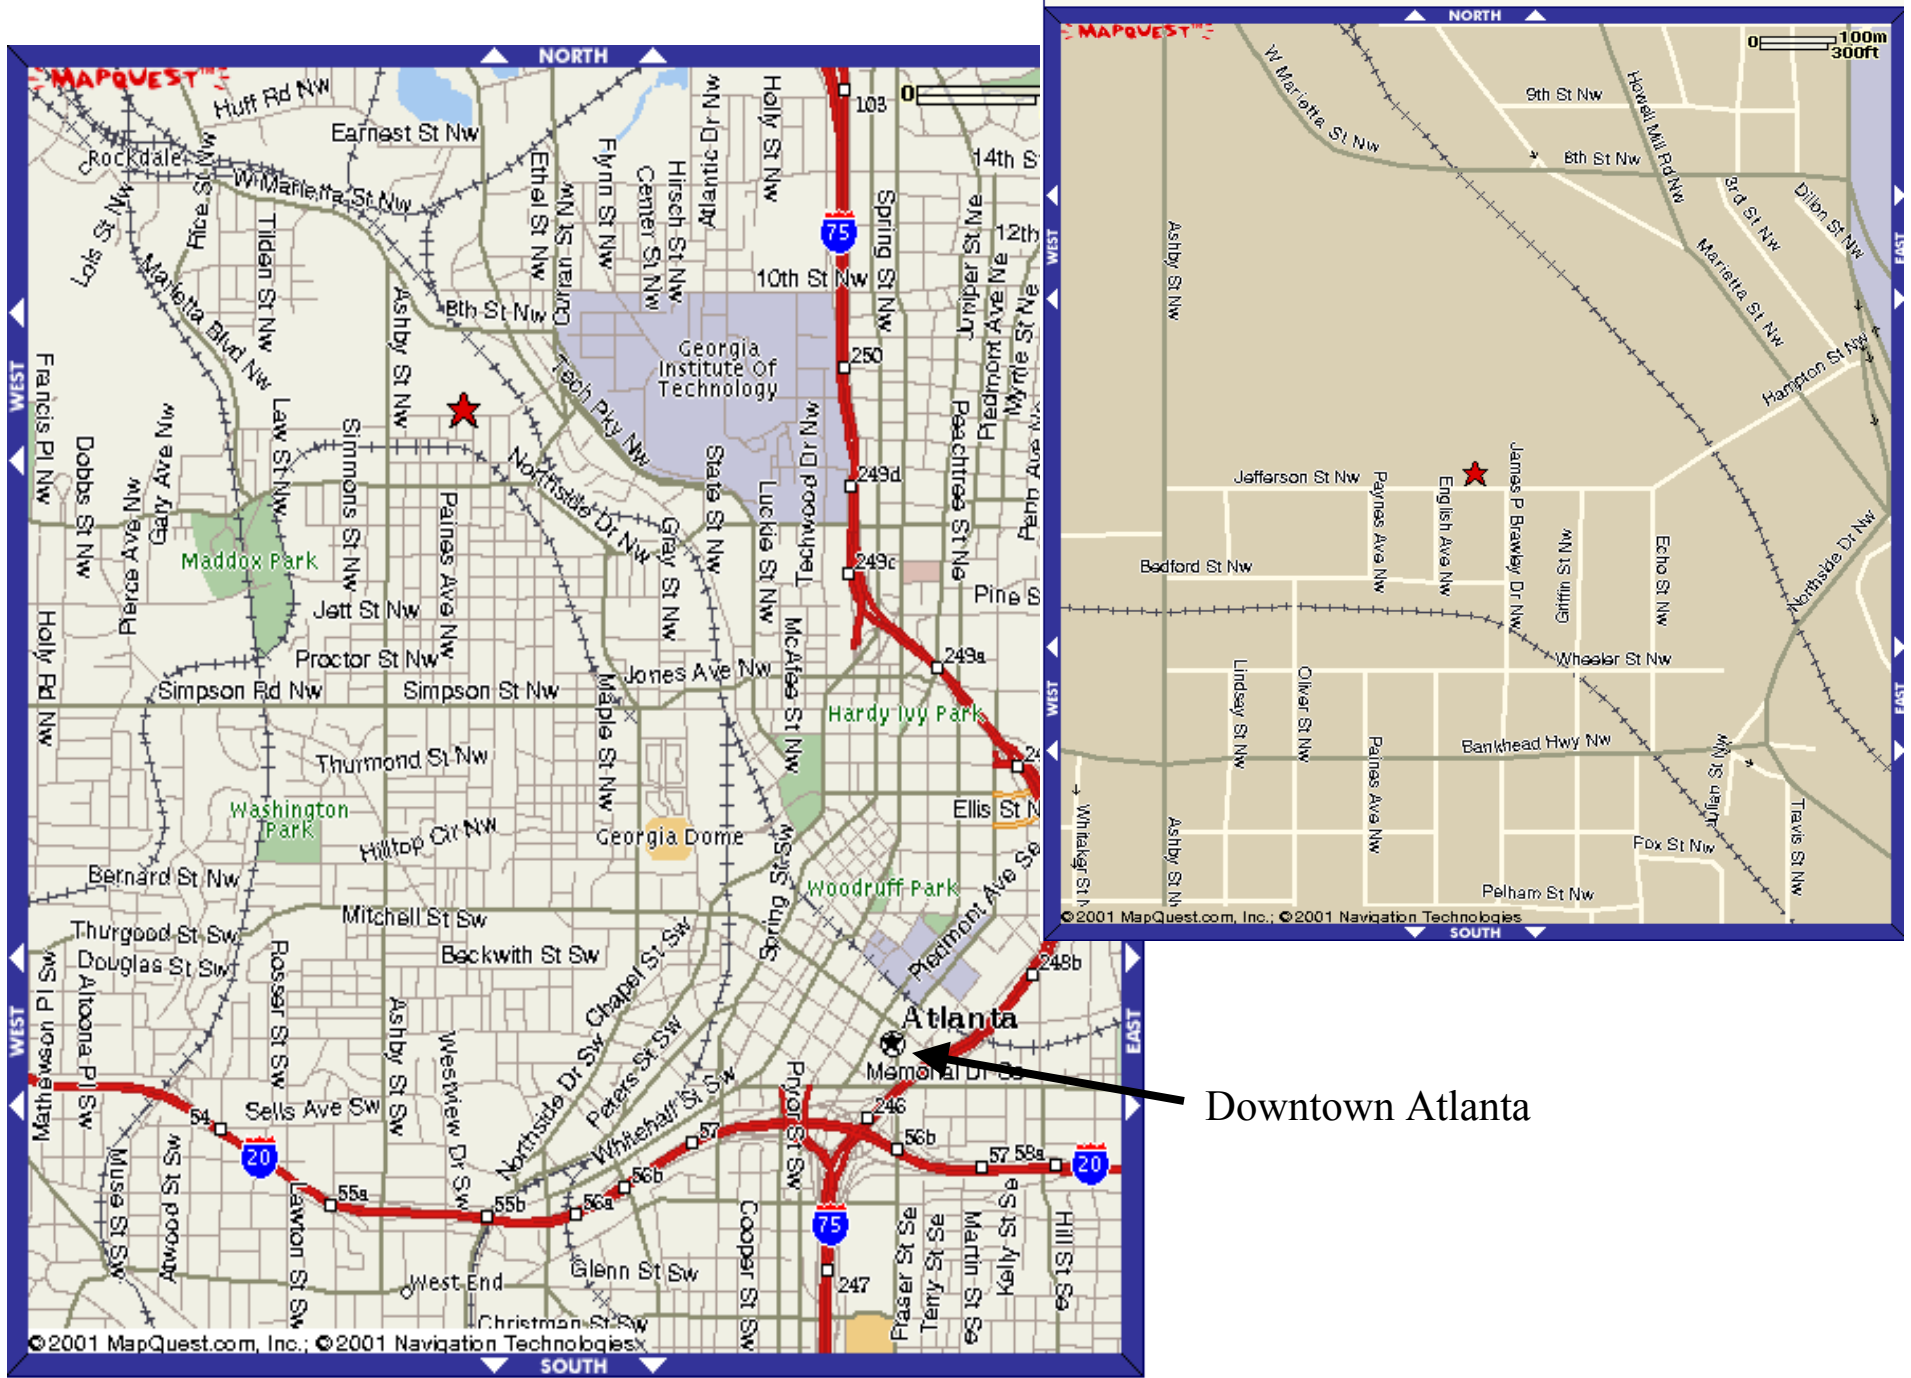 NORTH
MAPQUEST™
Huff Rd NW
Earnest St NW
Rockdale
W Marietta St NW
Lois St NW
Rice St NW
Tilden St NW
Marietta Blvd NW
Ashby St NW
8th St NW
Ethel St NW
Curran St NW
Flynn St NW
Center St NW
Hirsch St NW
Atlantic Dr NW
Holly St NW
103
0
14th S
12th
75
Spring St NW
Juniper St Ne
Piedmont Ave Ne
Myrtle St Ne
10th St NW
Georgia
Institute Of
Technology
250
Tech Pky NW
WEST
Francis Pl NW
Dobbs St NW
Gary Ave NW
Pierce Ave NW
Law St NW
Simmons St NW
Paines Ave NW
Northside Dr NW
State St NW
Luckie St NW
Techwood Dr NW
Gray St NW
249d
249c
Peachtree St Ne
Penn Ave
Pine S
Maddox Park
Jett St NW
Proctor St NW
Holly Rd NW
Simpson Rd NW
Simpson St NW
Jones Ave NW
McAfee St NW
249a
Hardy Ivy Park
Maple St NW
Thurmond St NW
Washington
Park
Hilltop Cir NW
Georgia Dome
Ellis St N
24
Bernard St NW
Woodruff Park
Mitchell St Sw
Spring St Sw
Piedmont Ave Se
Thurgood St Sw
Douglas St Sw
Beckwith St Sw
Chapel St Sw
248b
Mathewson Pl Sw
Altoona Pl Sw
Rosser St Sw
Ashby St Sw
Westview Dr Sw
Northside Dr Sw
Peters St Sw
Whitehall St Sw
Atlanta
Memorial Dr Se
WEST
EAST
Downtown Atlanta
54
Sells Ave Sw
20
55a
55b
56a
56b
57
Pryor St Sw
246
56b
57
58a
20
75
247
Muse St Sw
Atwood St Sw
Lawton St Sw
West End
Glenn St Sw
Christman St Sw
Cooper St Sw
Fraser St Se
Terry St Se
Martin St Se
Kelly St Se
Hill St Se
©2001 MapQuest.com, Inc.; ©2001 Navigation Technologies
SOUTH
NORTH
MAPQUEST™
0
100m
300ft
W Marietta St NW
9th St NW
Howell Mill Rd NW
8th St NW
3rd St NW
Dillon St NW
Ashby St NW
Marietta St NW
Hampton St NW
WEST
EAST
Jefferson St NW
Paynes Ave NW
English Ave NW
James P Brawley Dr NW
Griffin St NW
Echo St NW
Northside Dr NW
Bedford St NW
Wheeler St NW
Lindsay St NW
Oliver St NW
WEST
EAST
Bankhead Hwy NW
Paines Ave NW
Julian St NW
Travis St NW
Whitaker St N
Ashby St N
Fox St NW
Pelham St NW
©2001 MapQuest.com, Inc.; ©2001 Navigation Technologies
SOUTH